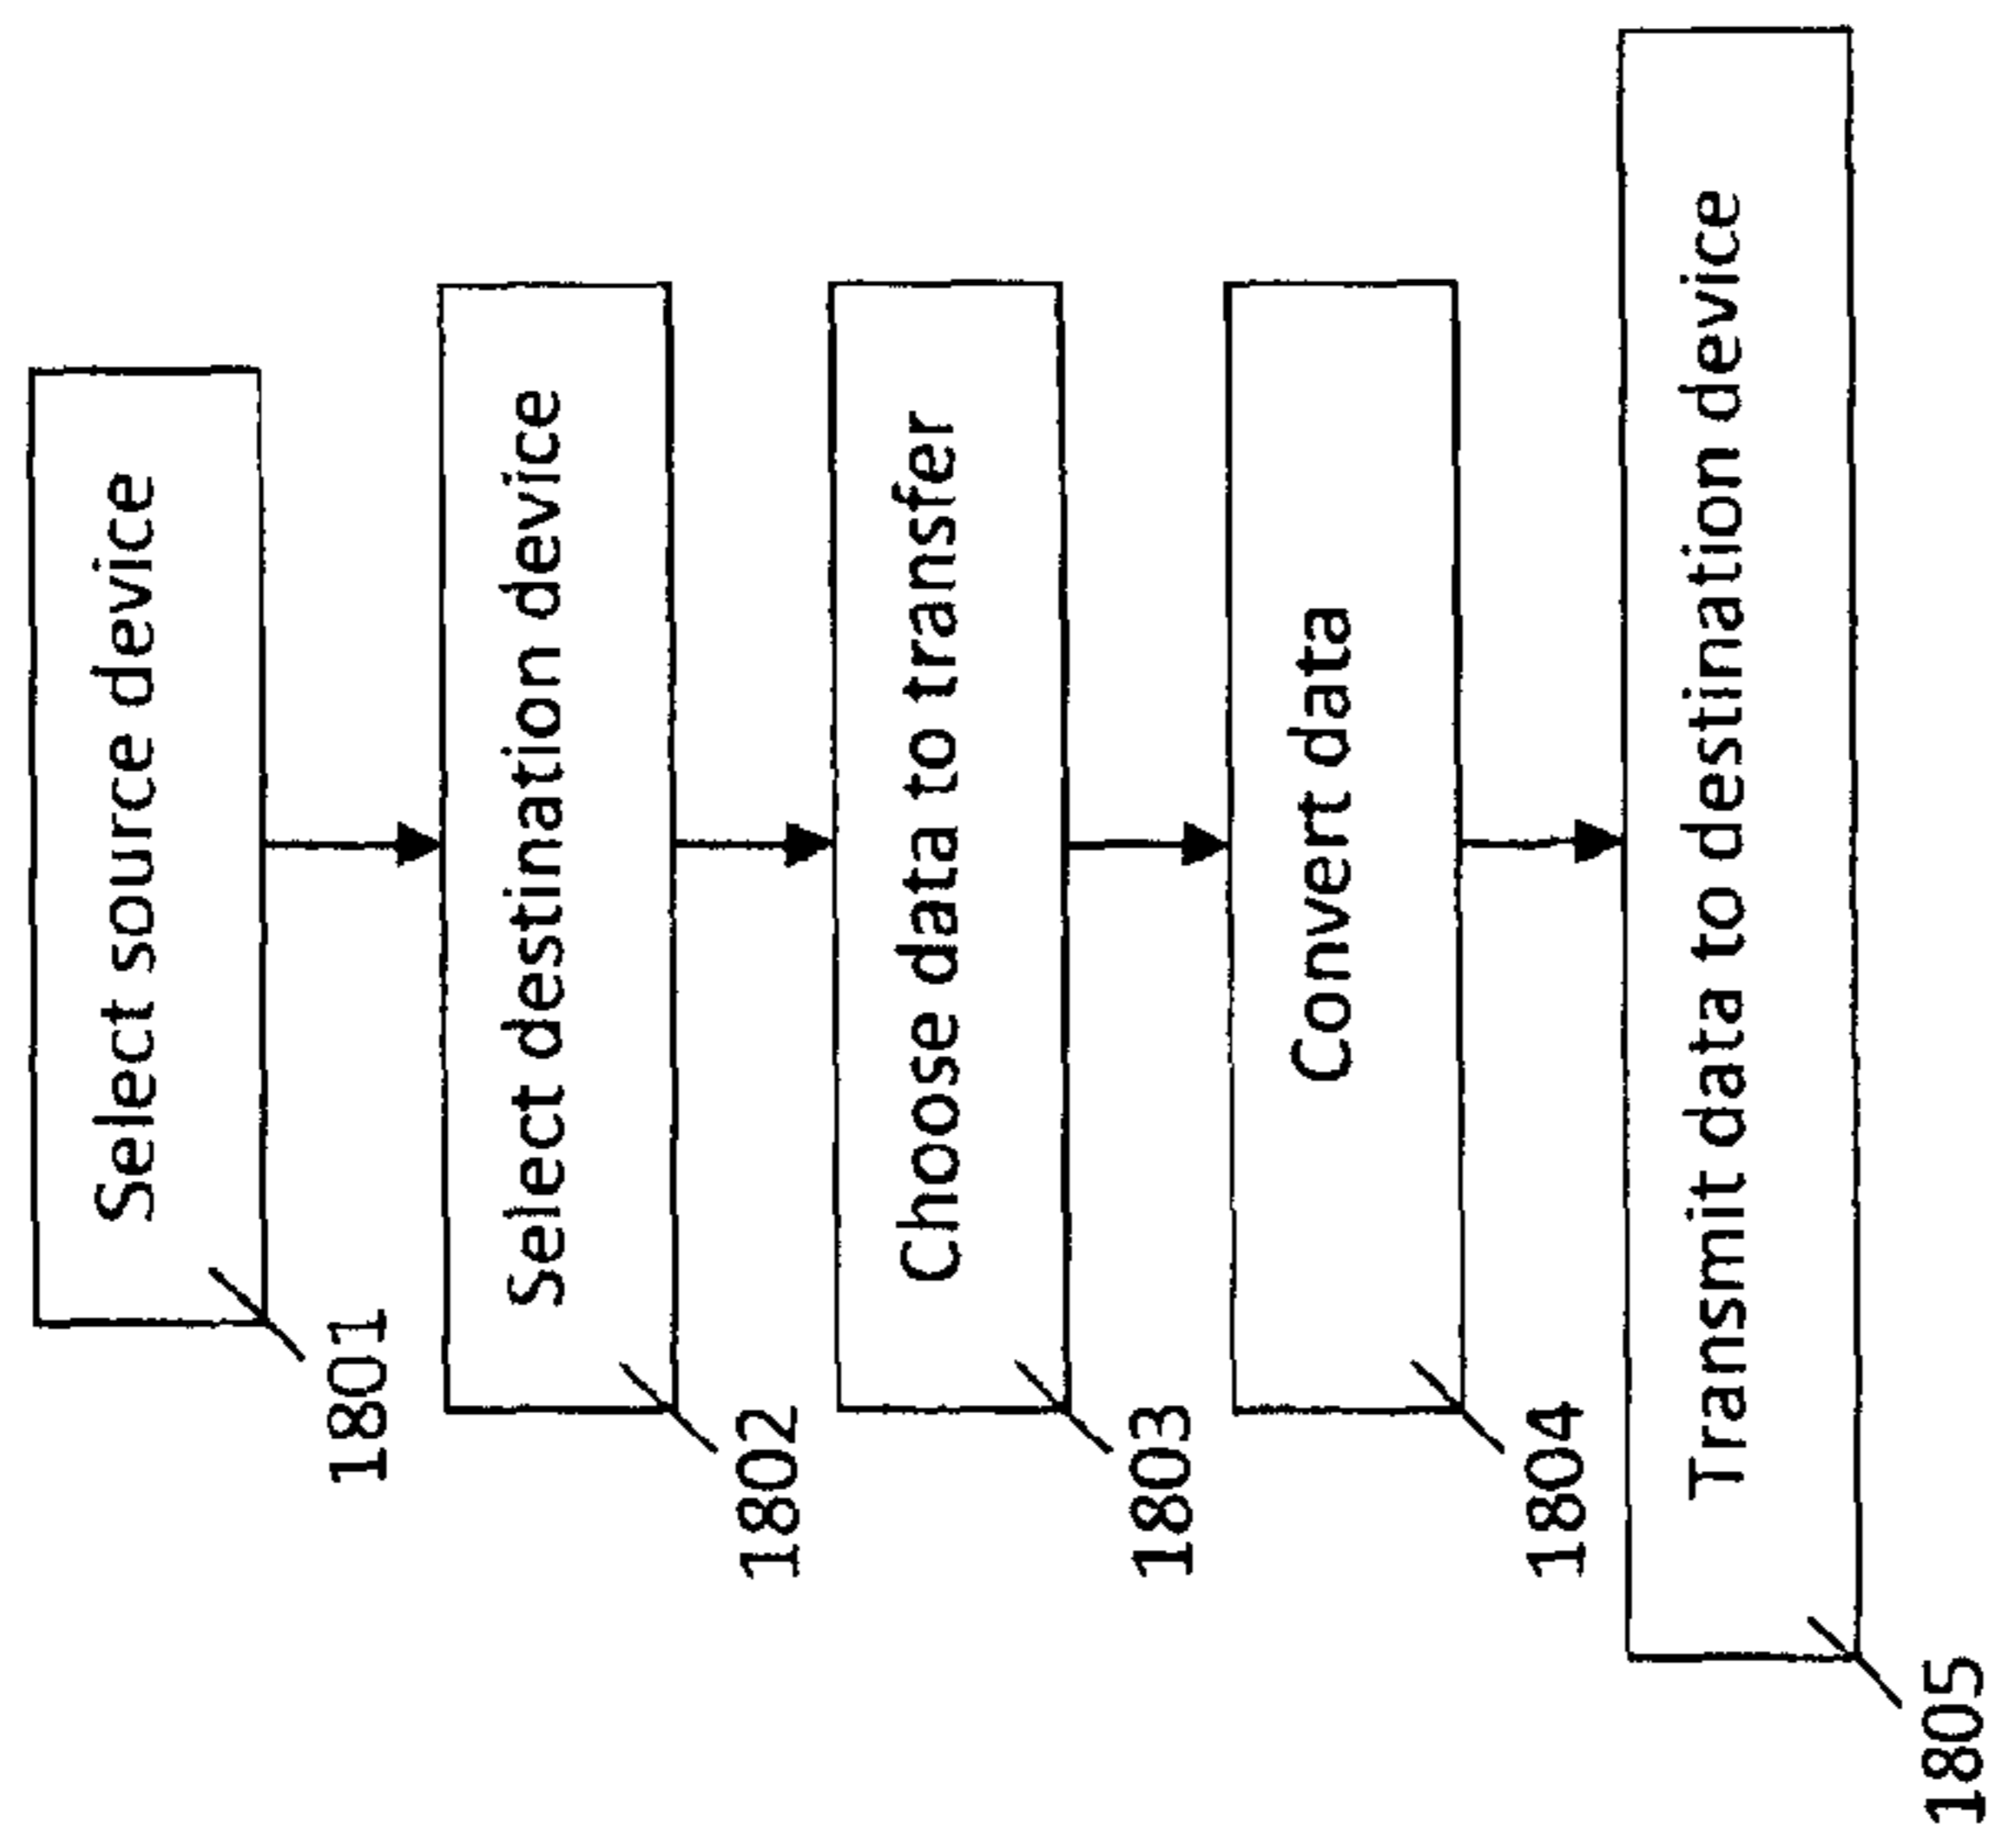 Select source device
1801
Select destination device
1802
Choose data to transfer
1803
Convert data
1804
Transmit data to destination device
1805